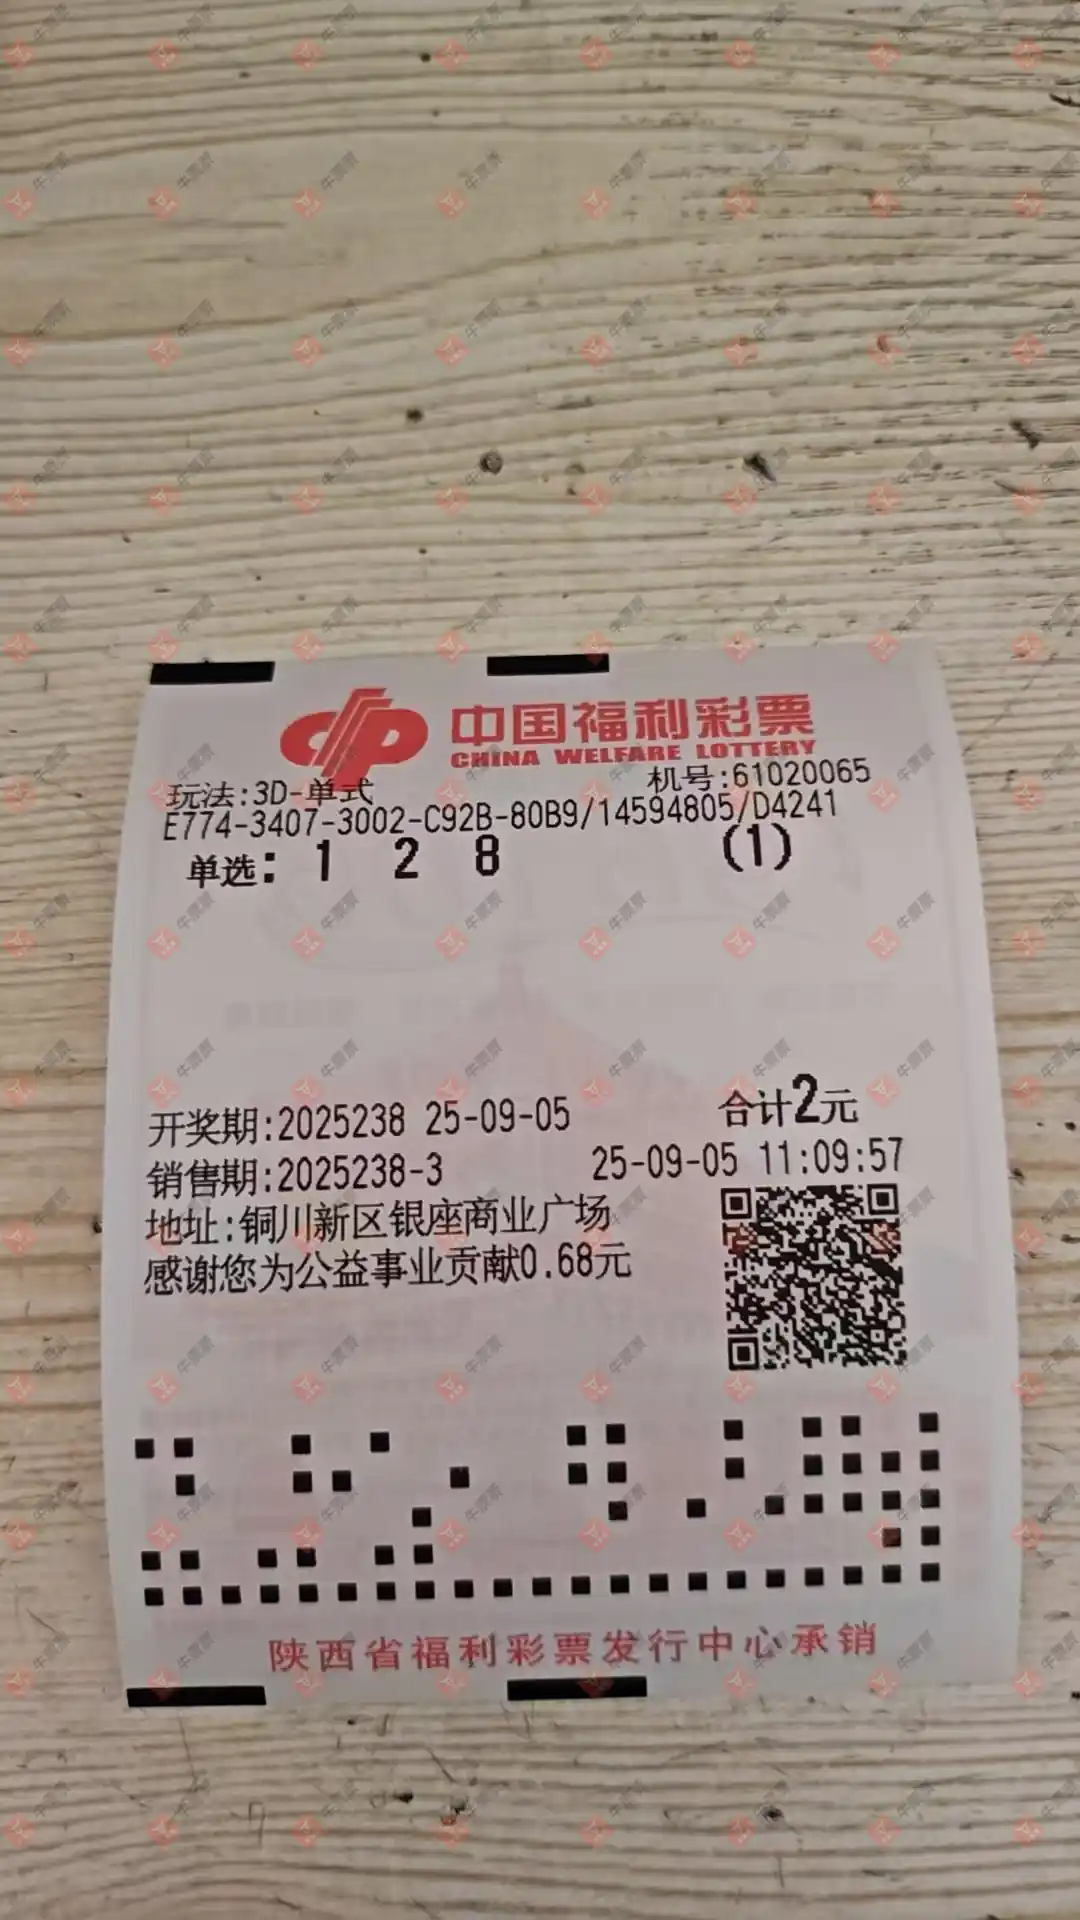 中国福利彩票
CHINA WELFARE LOTTERY
玩法:3D-单式 机号:61020065
E774-3407-3002-C92B-80B9/14594805/D4241
单选: 1 2 8 (1)
合计2元
开奖期:2025238 25-09-05
销售期:2025238-3 25-09-05 11:09:57
地址:铜川新区银座商业广场
感谢您为公益事业贡献0.68元
陕西省福利彩票发行中心承销
牛票票